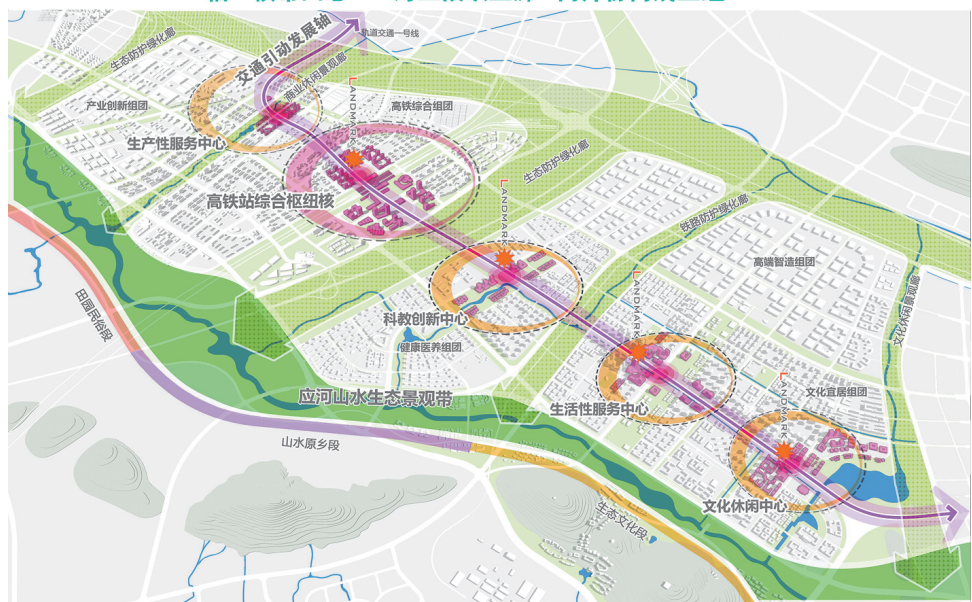 轨道交通一号线
生态防护绿化廊
交通引动发展轴
商业休闲景观廊
产业创新组团
LANDMARK
高铁综合组团
生产性服务中心
生态防护绿化廊
高铁站综合枢纽核
LANDMARK
铁路防护绿化廊
高端智造组团
LANDMARK
文化休闲景观廊
田园民俗段
科教创新中心
健康医养组团
LANDMARK
文化宜居组团
应河山水生态景观带
生活性服务中心
山水原乡段
文化休闲中心
生态文化段